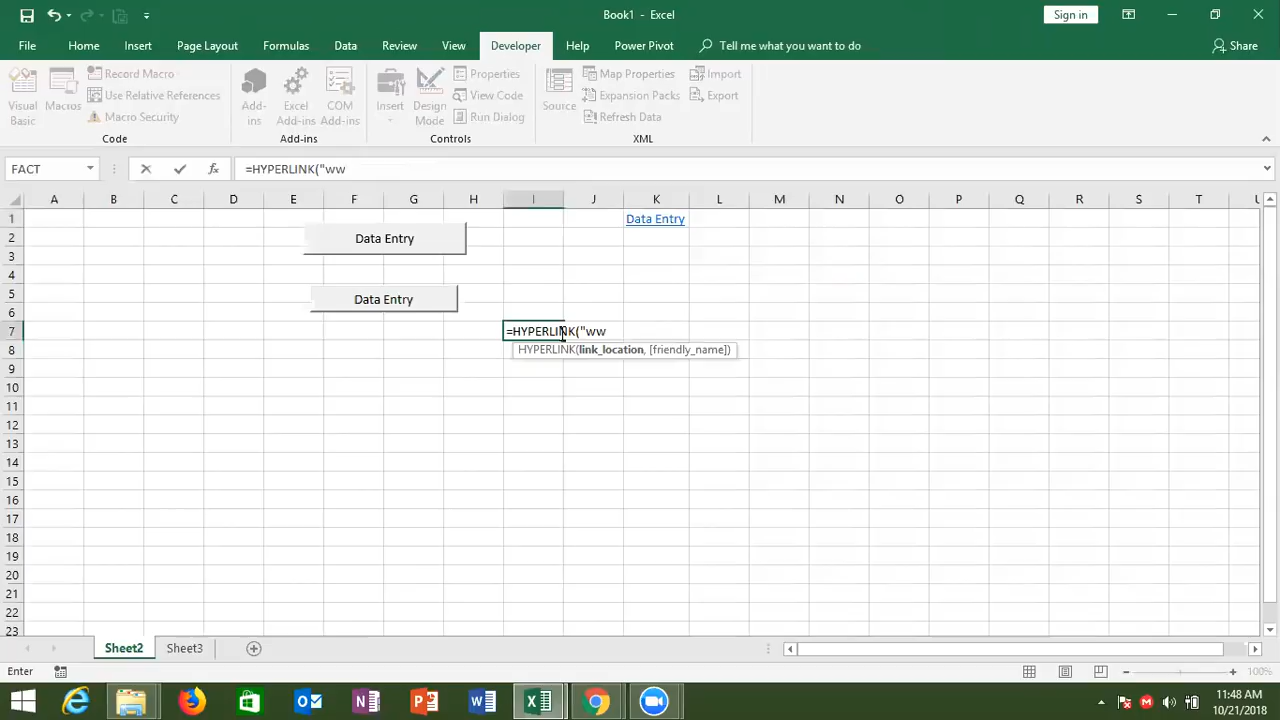 Book1 - Excel
Sign in
File Home Insert Page Layout Formulas Data Review View Developer Help Power Pivot Tell me what you want to do Share
Visual Basic
Macros
Record Macro
Use Relative References
Macro Security
Code
Add-ins
Excel Add-ins
COM Add-ins
Add-ins
Insert
Design Mode
Properties
View Code
Run Dialog
Controls
Source
Map Properties
Expansion Packs
Refresh Data
Import
Export
XML
FACT
fx
=HYPERLINK("ww
A B C D E F G H I J K L M N O P Q R S T U
1 Data Entry
2 Data Entry
3
4
5 Data Entry
6
7 =HYPERLINK("ww
8 HYPERLINK(link_location, [friendly_name])
9
10
11
12
13
14
15
16
17
18
19
20
21
22
23
Sheet2 Sheet3
Enter
100%
11:48 AM
10/21/2018